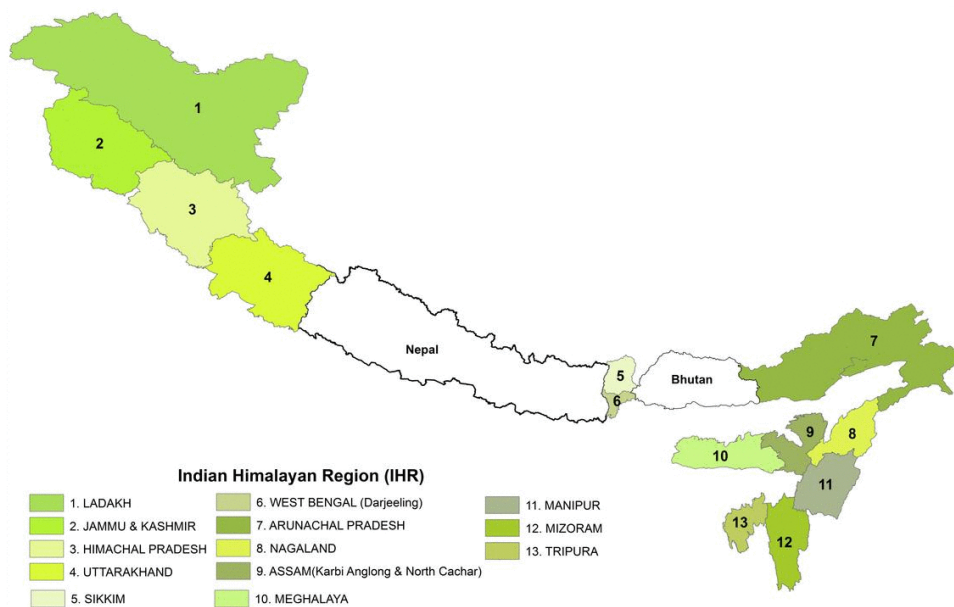 1
2
3
4
Nepal
5
6
Bhutan
7
8
9
10
11
12
13
Indian Himalayan Region (IHR)
1. LADAKH
2. JAMMU & KASHMIR
3. HIMACHAL PRADESH
4. UTTARAKHAND
5. SIKKIM
6. WEST BENGAL (Darjeeling)
7. ARUNACHAL PRADESH
8. NAGALAND
9. ASSAM(Karbi Anglong & North Cachar)
10. MEGHALAYA
11. MANIPUR
12. MIZORAM
13. TRIPURA